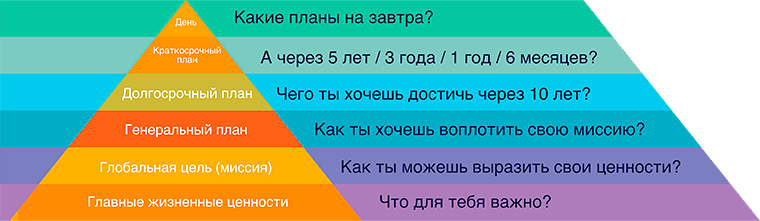 День
Какие планы на завтра?
Краткосрочный
план
А через 5 лет / 3 года / 1 год / 6 месяцев?
Долгосрочный план
Чего ты хочешь достичь через 10 лет?
Генеральный план
Как ты хочешь воплотить свою миссию?
Глобальная цель (миссия)
Как ты можешь выразить свои ценности?
Главные жизненные ценности
Что для тебя важно?